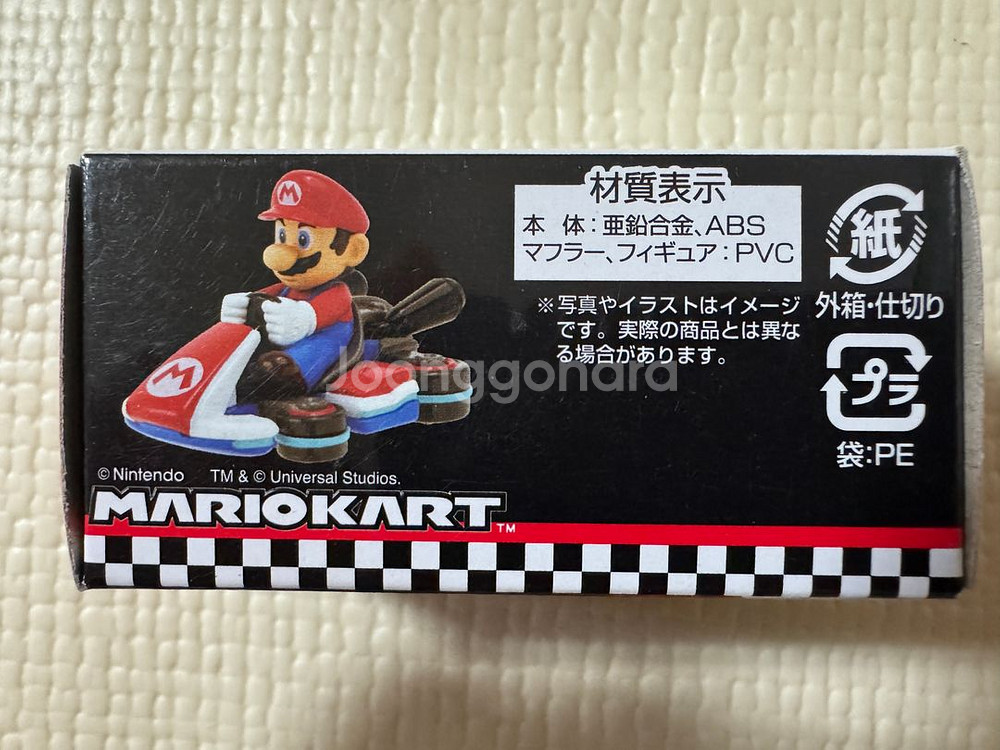 材質表示
本 体：亜鉛合金、ABS
マフラー、フィギュア：PVC
※写真やイラストはイメージ
です。実際の商品とは異な
る場合があります。
紙
外箱・仕切り
プラ
袋：PE
M
M
Joonggonara
©Nintendo TM & © Universal Studios.
MARIOKART™